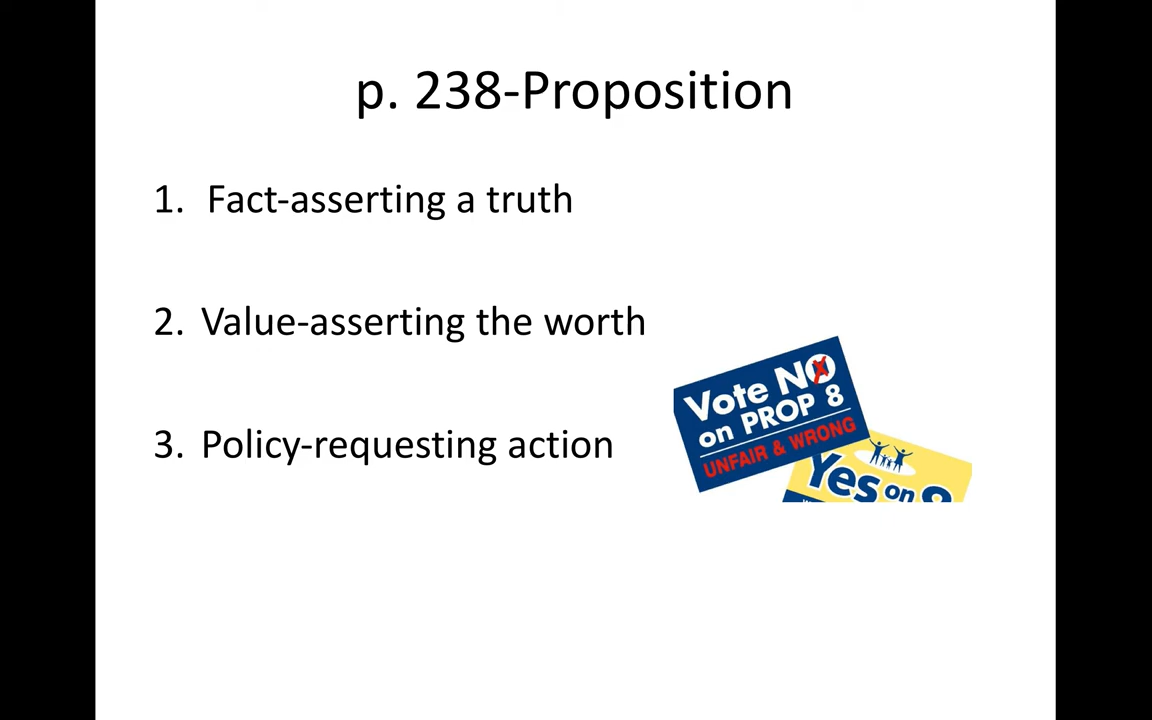 p. 238-Proposition
1. Fact-asserting a truth
2. Value-asserting the worth
3. Policy-requesting action
Vote NO
on PROP 8
UNFAIR & WRONG
Yes on 8